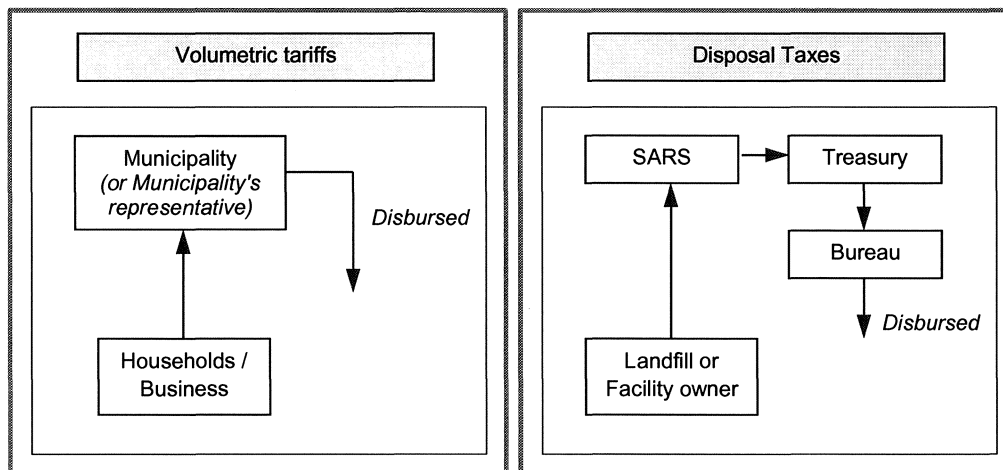 Volumetric tariffs
Municipality
(or Municipality's
representative)
Disbursed
Households /
Business
Disposal Taxes
SARS
Treasury
Bureau
Disbursed
Landfill or
Facility owner